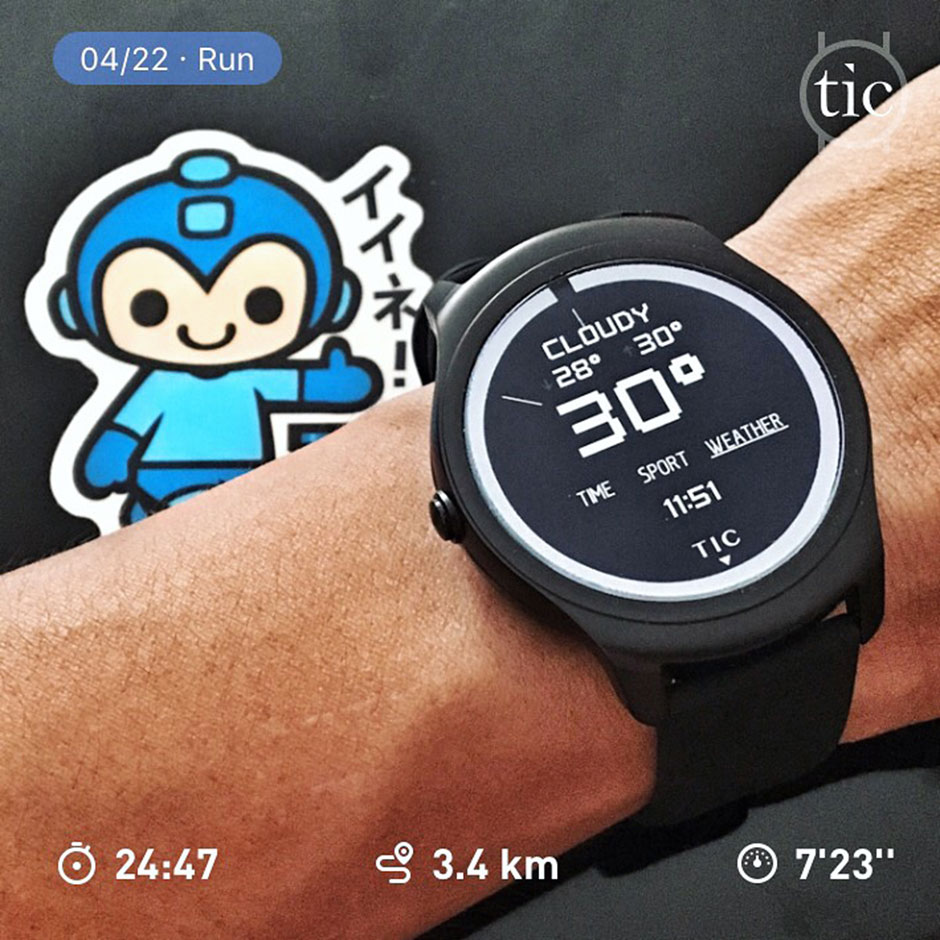 04/22 · Run
tic
イイネ!
CLOUDY
28° 30°
30°
TIME SPORT WEATHER
11:51
TIC
24:47 3.4 km 7'23''